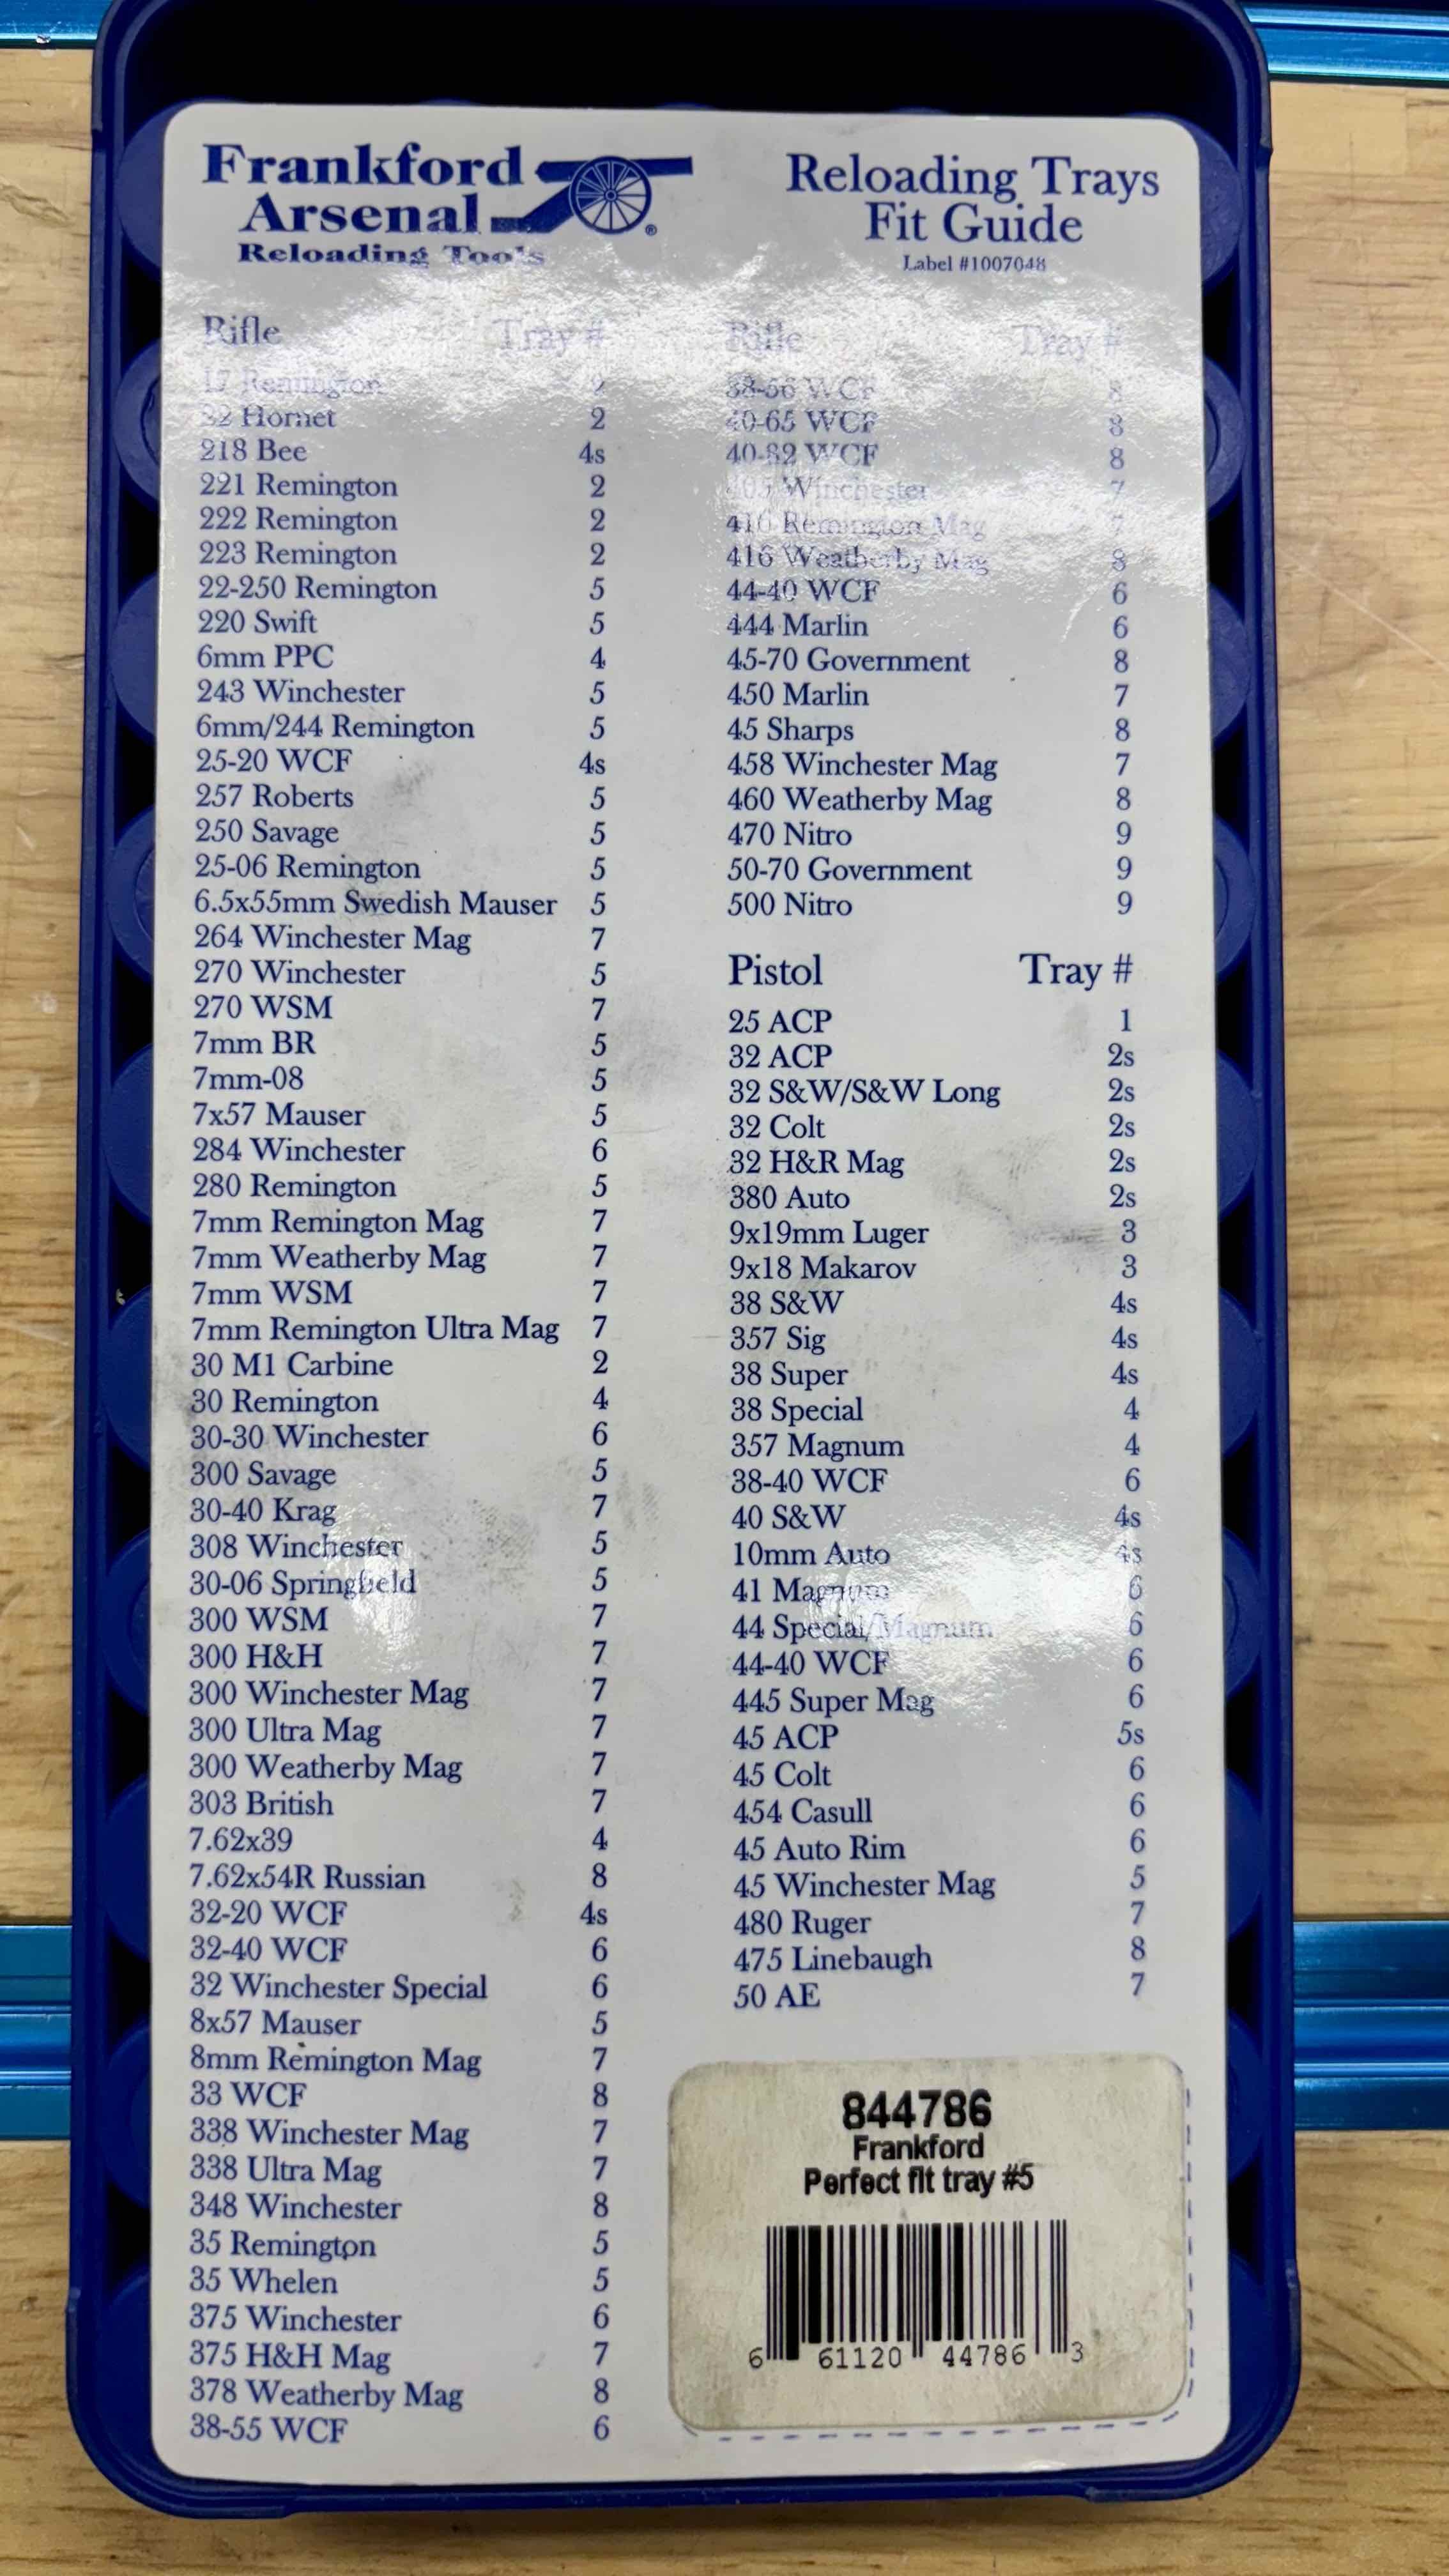 Frankford
Arsenal ®
Reloading Tools
Reloading Trays
Fit Guide
Label #1007048
Rifle Tray #
17 Remington 2
22 Hornet 2
218 Bee 4s
221 Remington 2
222 Remington 2
223 Remington 2
22-250 Remington 5
220 Swift 5
6mm PPC 4
243 Winchester 5
6mm/244 Remington 5
25-20 WCF 4s
257 Roberts 5
250 Savage 5
25-06 Remington 5
6.5x55mm Swedish Mauser 5
264 Winchester Mag 7
270 Winchester 5
270 WSM 7
7mm BR 5
7mm-08 5
7x57 Mauser 5
284 Winchester 6
280 Remington 5
7mm Remington Mag 7
7mm Weatherby Mag 7
7mm WSM 7
7mm Remington Ultra Mag 7
30 M1 Carbine 2
30 Remington 4
30-30 Winchester 6
300 Savage 5
30-40 Krag 7
308 Winchester 5
30-06 Springfield 5
300 WSM 7
300 H&H 7
300 Winchester Mag 7
300 Ultra Mag 7
300 Weatherby Mag 7
303 British 7
7.62x39 4
7.62x54R Russian 8
32-20 WCF 4s
32-40 WCF 6
32 Winchester Special 6
8x57 Mauser 5
8mm Remington Mag 7
33 WCF 8
338 Winchester Mag 7
338 Ultra Mag 7
348 Winchester 8
35 Remington 5
35 Whelen 5
375 Winchester 6
375 H&H Mag 7
378 Weatherby Mag 8
38-55 WCF 6
Rifle Tray #
38-56 WCF 8
40-65 WCF 8
40-82 WCF 8
405 Winchester 7
416 Remington Mag 7
416 Weatherby Mag 8
44-40 WCF 6
444 Marlin 6
45-70 Government 8
450 Marlin 7
45 Sharps 8
458 Winchester Mag 7
460 Weatherby Mag 8
470 Nitro 9
50-70 Government 9
500 Nitro 9
Pistol Tray #
25 ACP 1
32 ACP 2s
32 S&W/S&W Long 2s
32 Colt 2s
32 H&R Mag 2s
380 Auto 2s
9x19mm Luger 3
9x18 Makarov 3
38 S&W 4s
357 Sig 4s
38 Super 4s
38 Special 4
357 Magnum 4
38-40 WCF 6
40 S&W 4s
10mm Auto 4s
41 Magnum 6
44 Special/Magnum 6
44-40 WCF 6
445 Super Mag 6
45 ACP 5s
45 Colt 6
454 Casull 6
45 Auto Rim 6
45 Winchester Mag 5
480 Ruger 7
475 Linebaugh 8
50 AE 7
844786
Frankford
Perfect fit tray #5
6 61120 44786 3